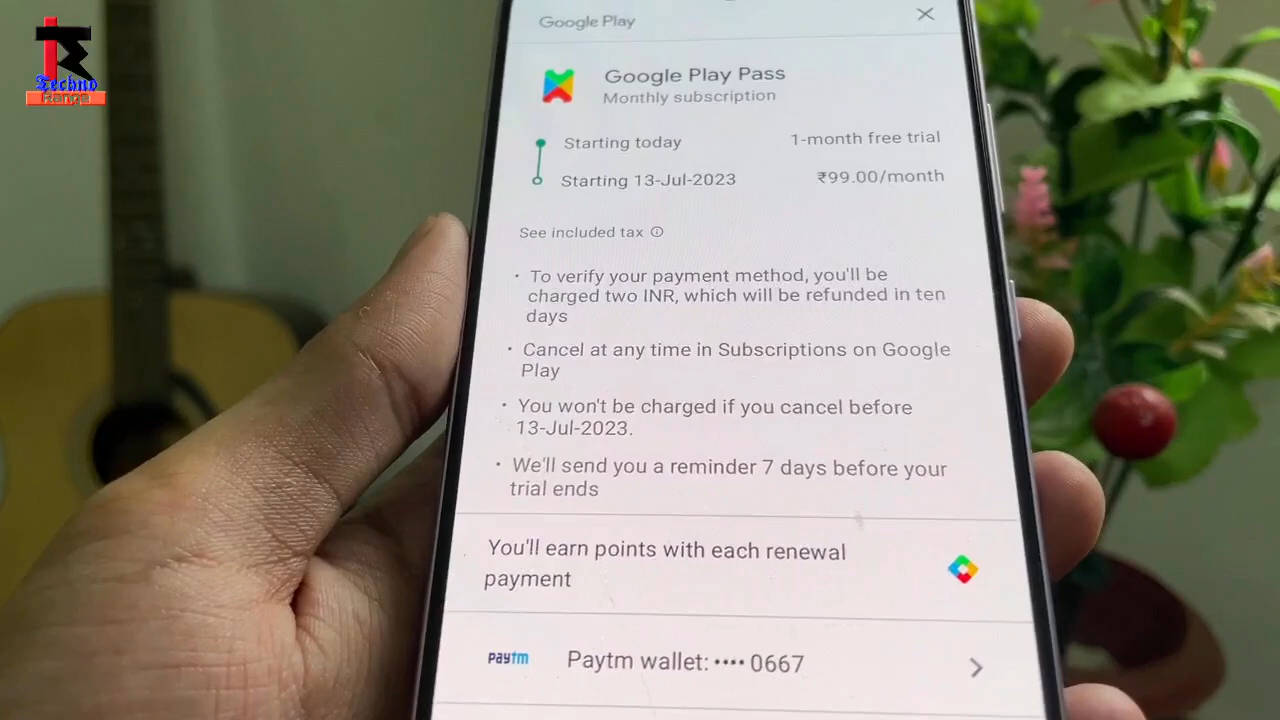 Techno
Range
Google Play
Google Play Pass
Monthly subscription
Starting today 1-month free trial
Starting 13-Jul-2023 ₹99.00/month
See included tax
• To verify your payment method, you'll be
charged two INR, which will be refunded in ten
days
• Cancel at any time in Subscriptions on Google
Play
• You won't be charged if you cancel before
13-Jul-2023.
• We'll send you a reminder 7 days before your
trial ends
You'll earn points with each renewal
payment
paytm Paytm wallet: •••• 0667